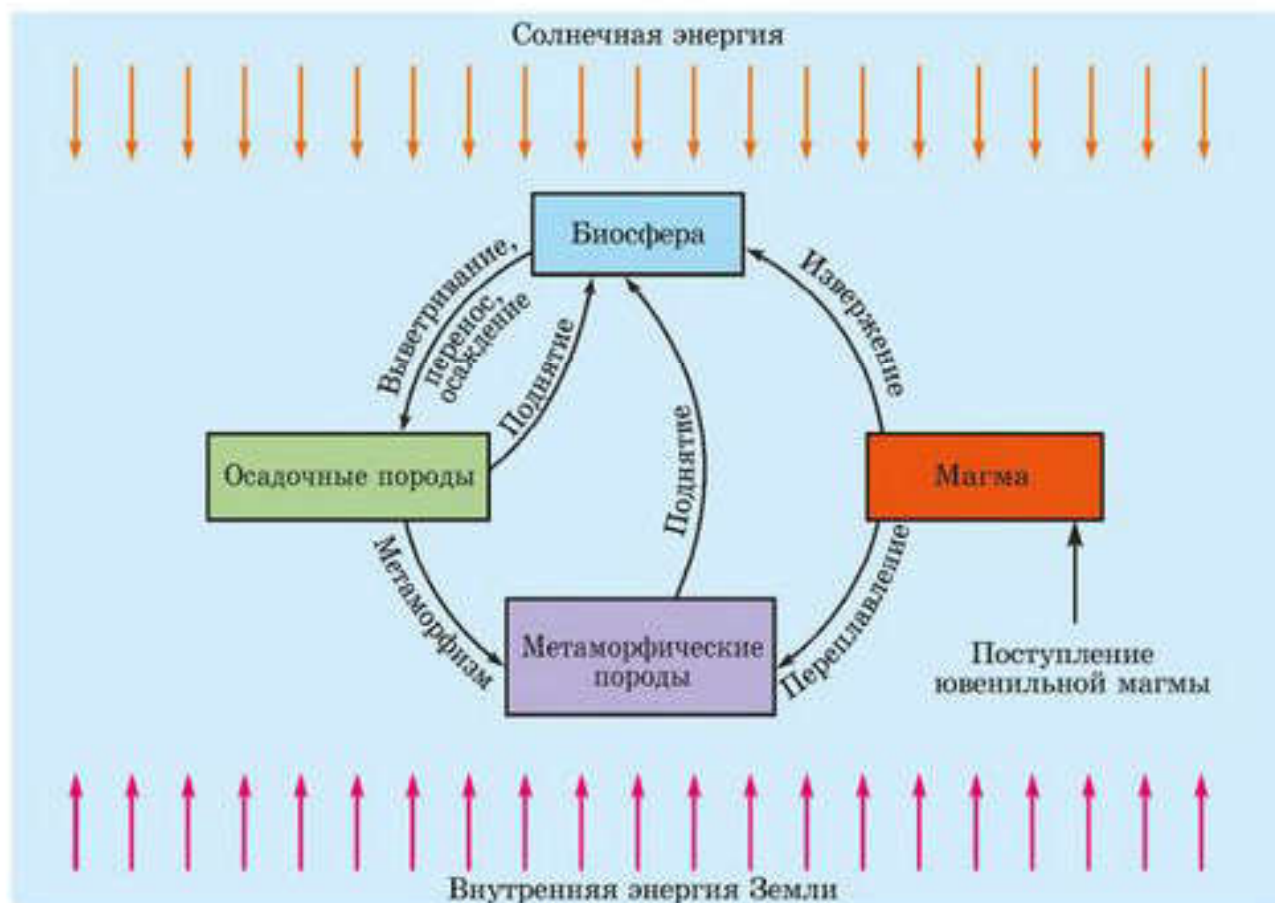 Солнечная энергия
Биосфера
Выветривание,
перенос,
осаждение
Поднятие
Извержение
Осадочные породы
Поднятие
Магма
Метаморфизм
Метаморфические
породы
Переплавление
Поступление
ювенильной магмы
Внутренняя энергия Земли